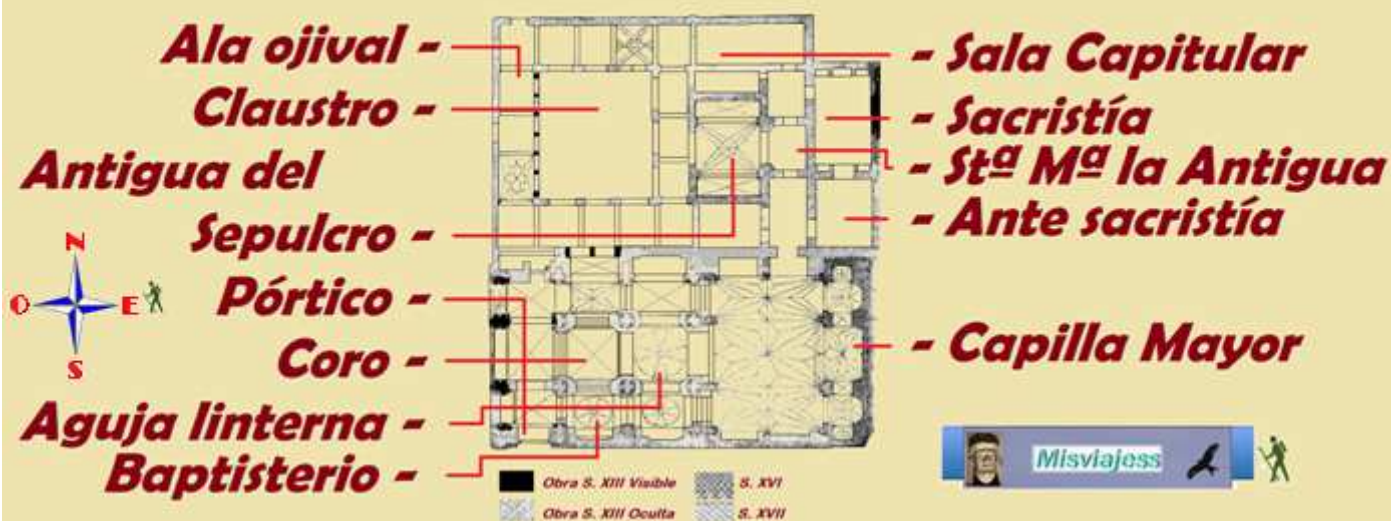 Ala ojival -
Claustro -
Antigua del
Sepulcro -
Pórtico -
Coro -
Aguja linterna -
Baptisterio -
- Sala Capitular
- Sacristía
- Stª Mª la Antigua
- Ante sacristía
- Capilla Mayor
N
O E
S
Obra S. XIII Visible
Obra S. XIII Oculta
S. XVI
S. XVII
Misviajess